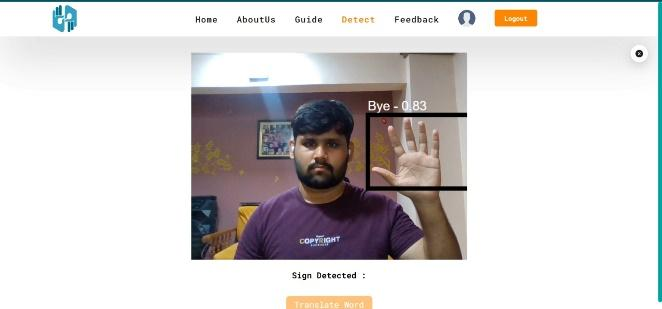 Home AboutUs Guide Detect Feedback Logout
Bye - 0.83
COPYRIGHT
Sign Detected :
Translate Word